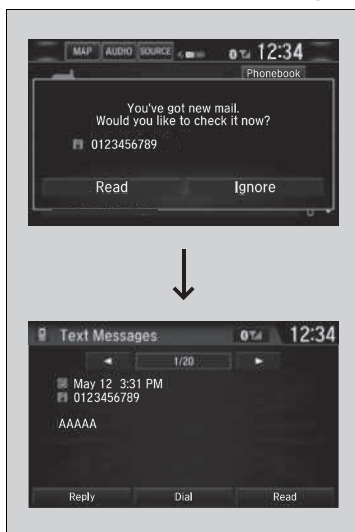 MAP AUDIO SOURCE 12:34
Phonebook
You've got new mail.
Would you like to check it now?
0123456789
Read Ignore
Text Messages 12:34
1/20
May 12 3:31 PM
0123456789
AAAAA
Reply Dial Read